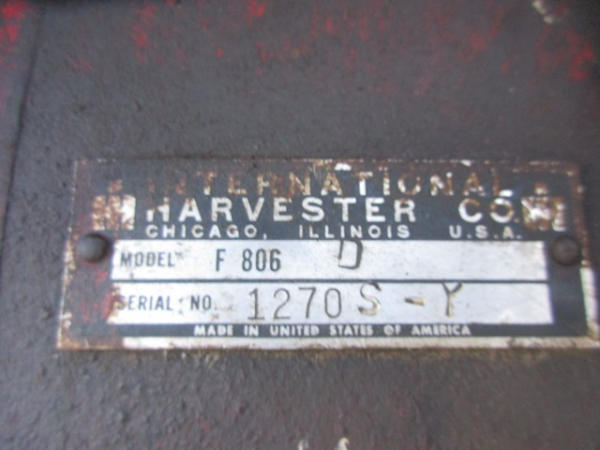 INTERNATIONAL
HARVESTER CO.
CHICAGO, ILLINOIS U.S.A.
MODEL F 806 D
SERIAL NO. 1270 S-Y
MADE IN UNITED STATES OF AMERICA